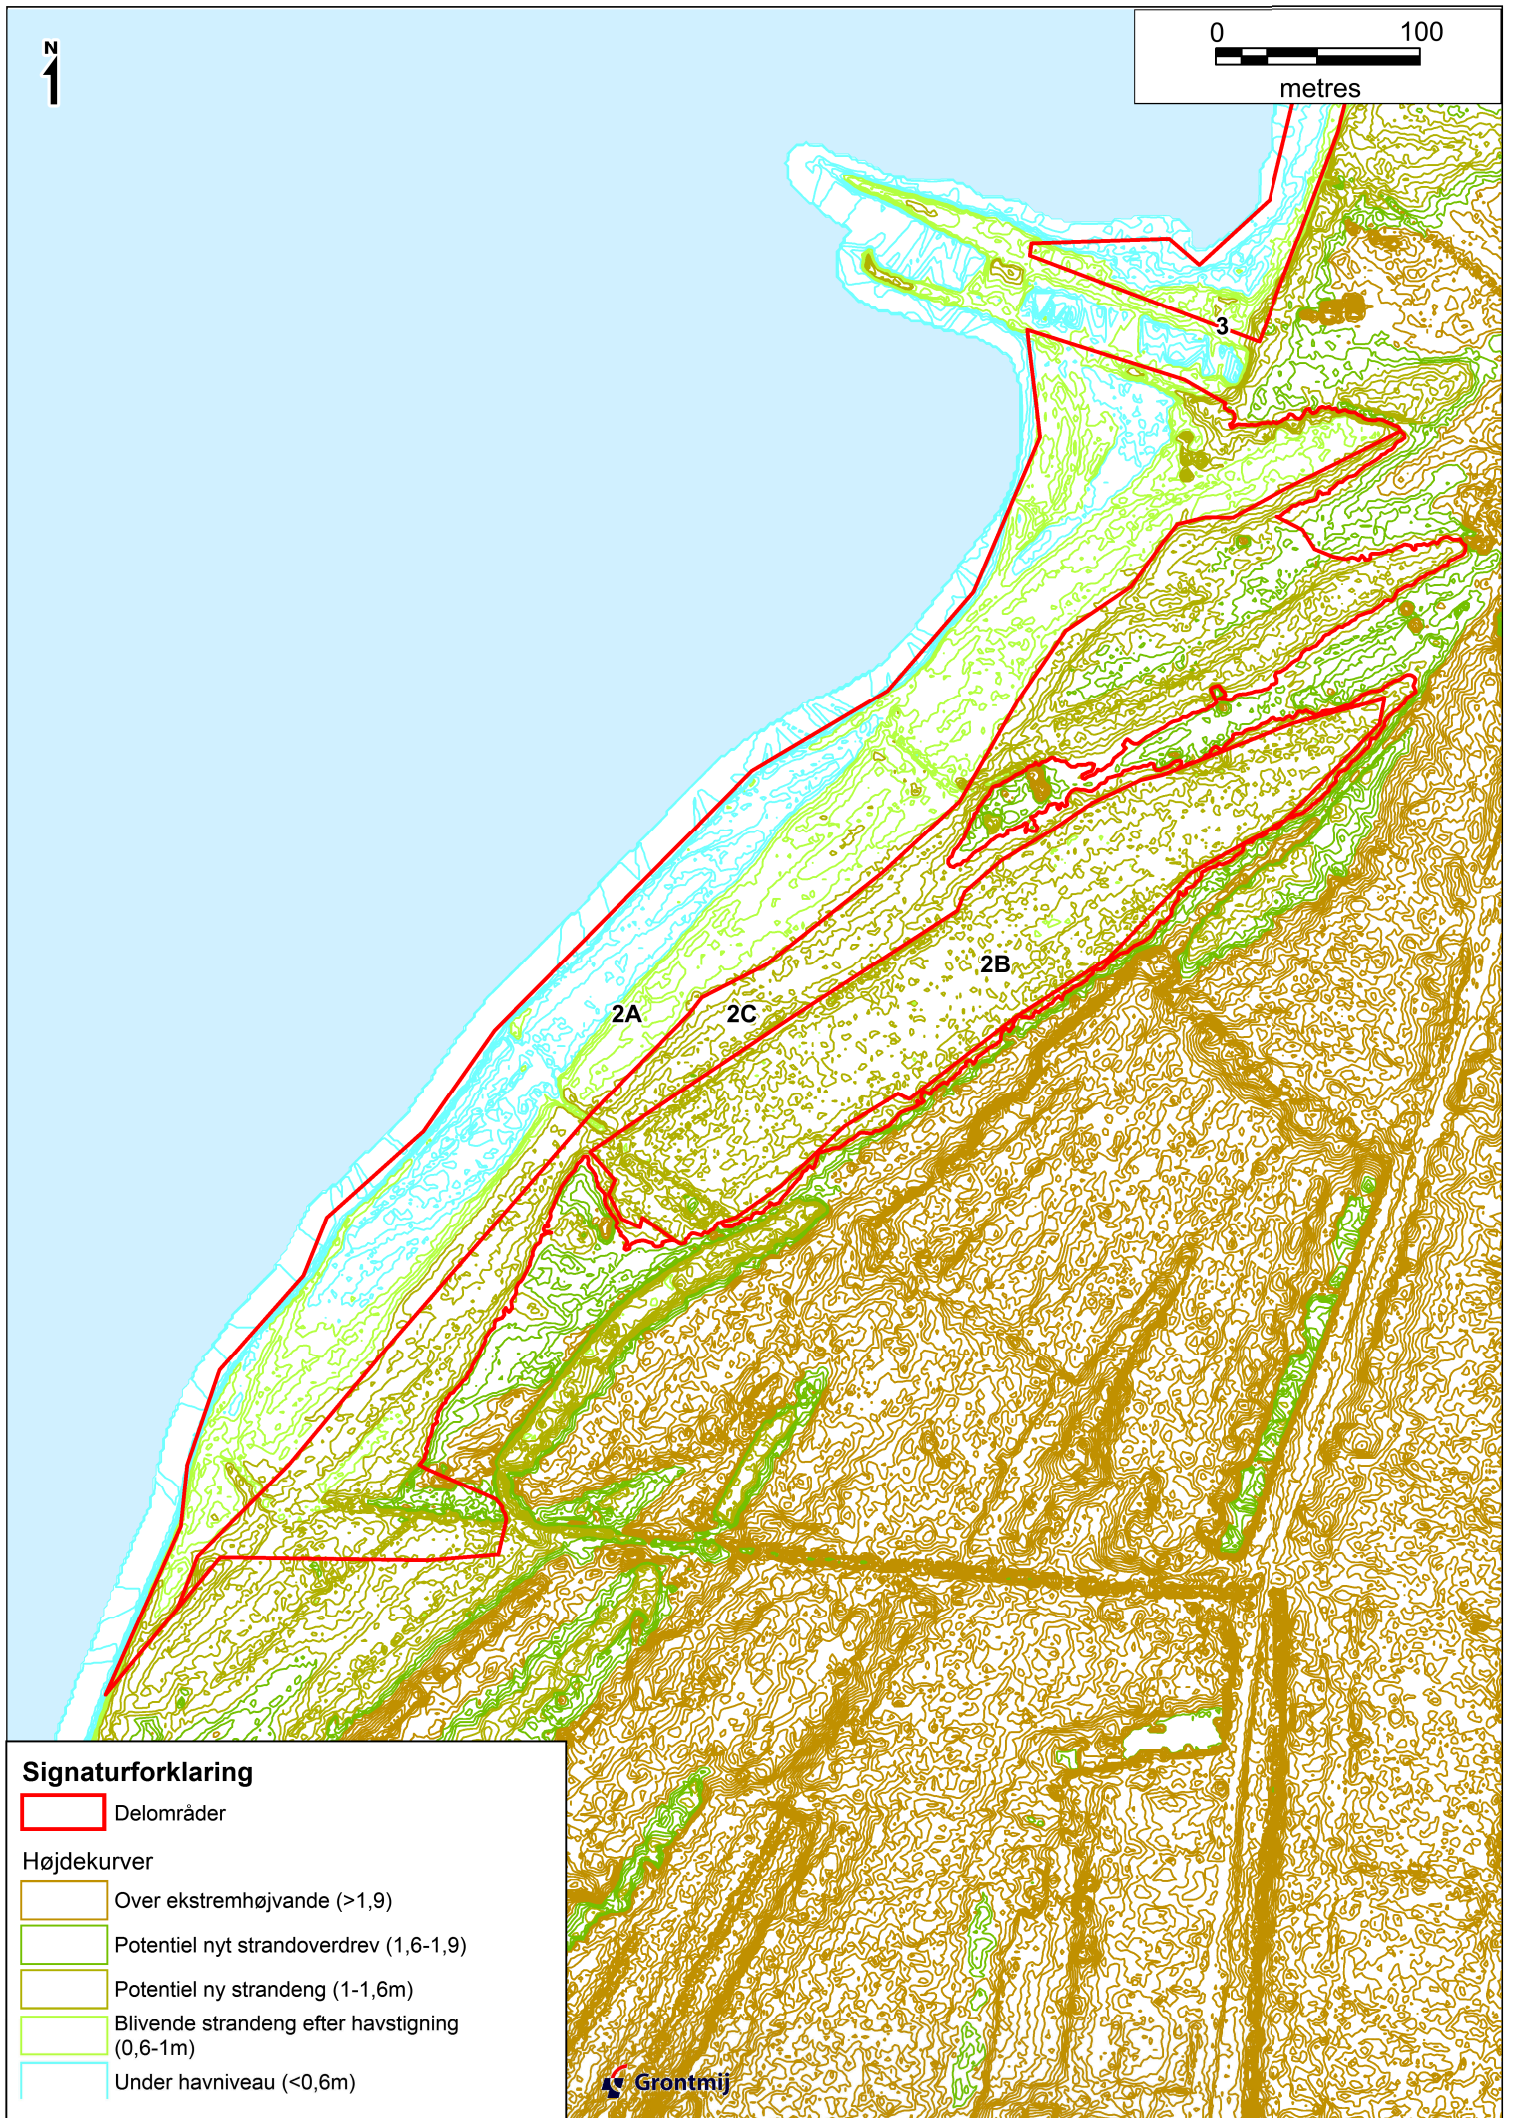 N
0 100
metres
3
2B
2A
2C
Signaturforklaring
Delområder
Højdekurver
Over ekstremhøjvande (>1,9)
Potentiel nyt strandoverdrev (1,6-1,9)
Potentiel ny strandeng (1-1,6m)
Blivende strandeng efter havstigning
(0,6-1m)
Under havniveau (<0,6m)
Grontmij